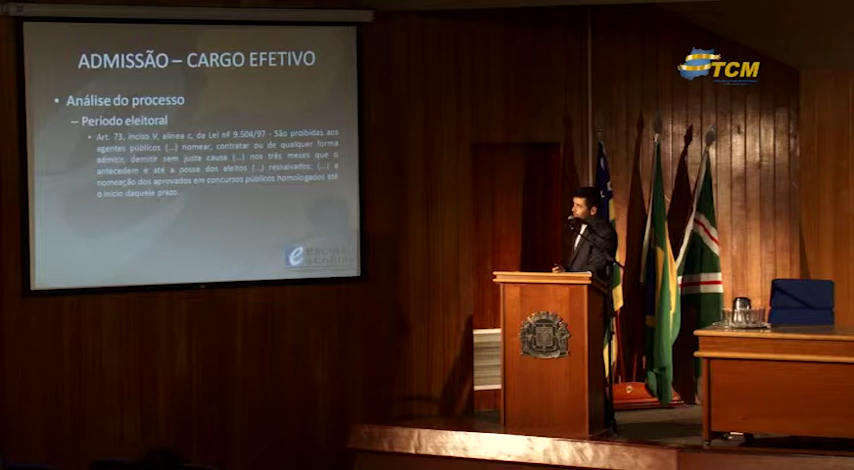 ADMISSÃO – CARGO EFETIVO
• Análise do processo
– Periodo eleitoral
• Art. 73, inciso V, alínea c, da Lei nº 9.504/97 - São proibidas aos
agentes públicos (...) nomear, contratar ou de qualquer forma
admitir, demitir sem justa causa (...) nos três meses que o
antecedem e até a posse dos eleitos (...) ressalvados: (...) a
nomeação dos aprovados em concursos públicos homologados até
o início daquele prazo.
TCM